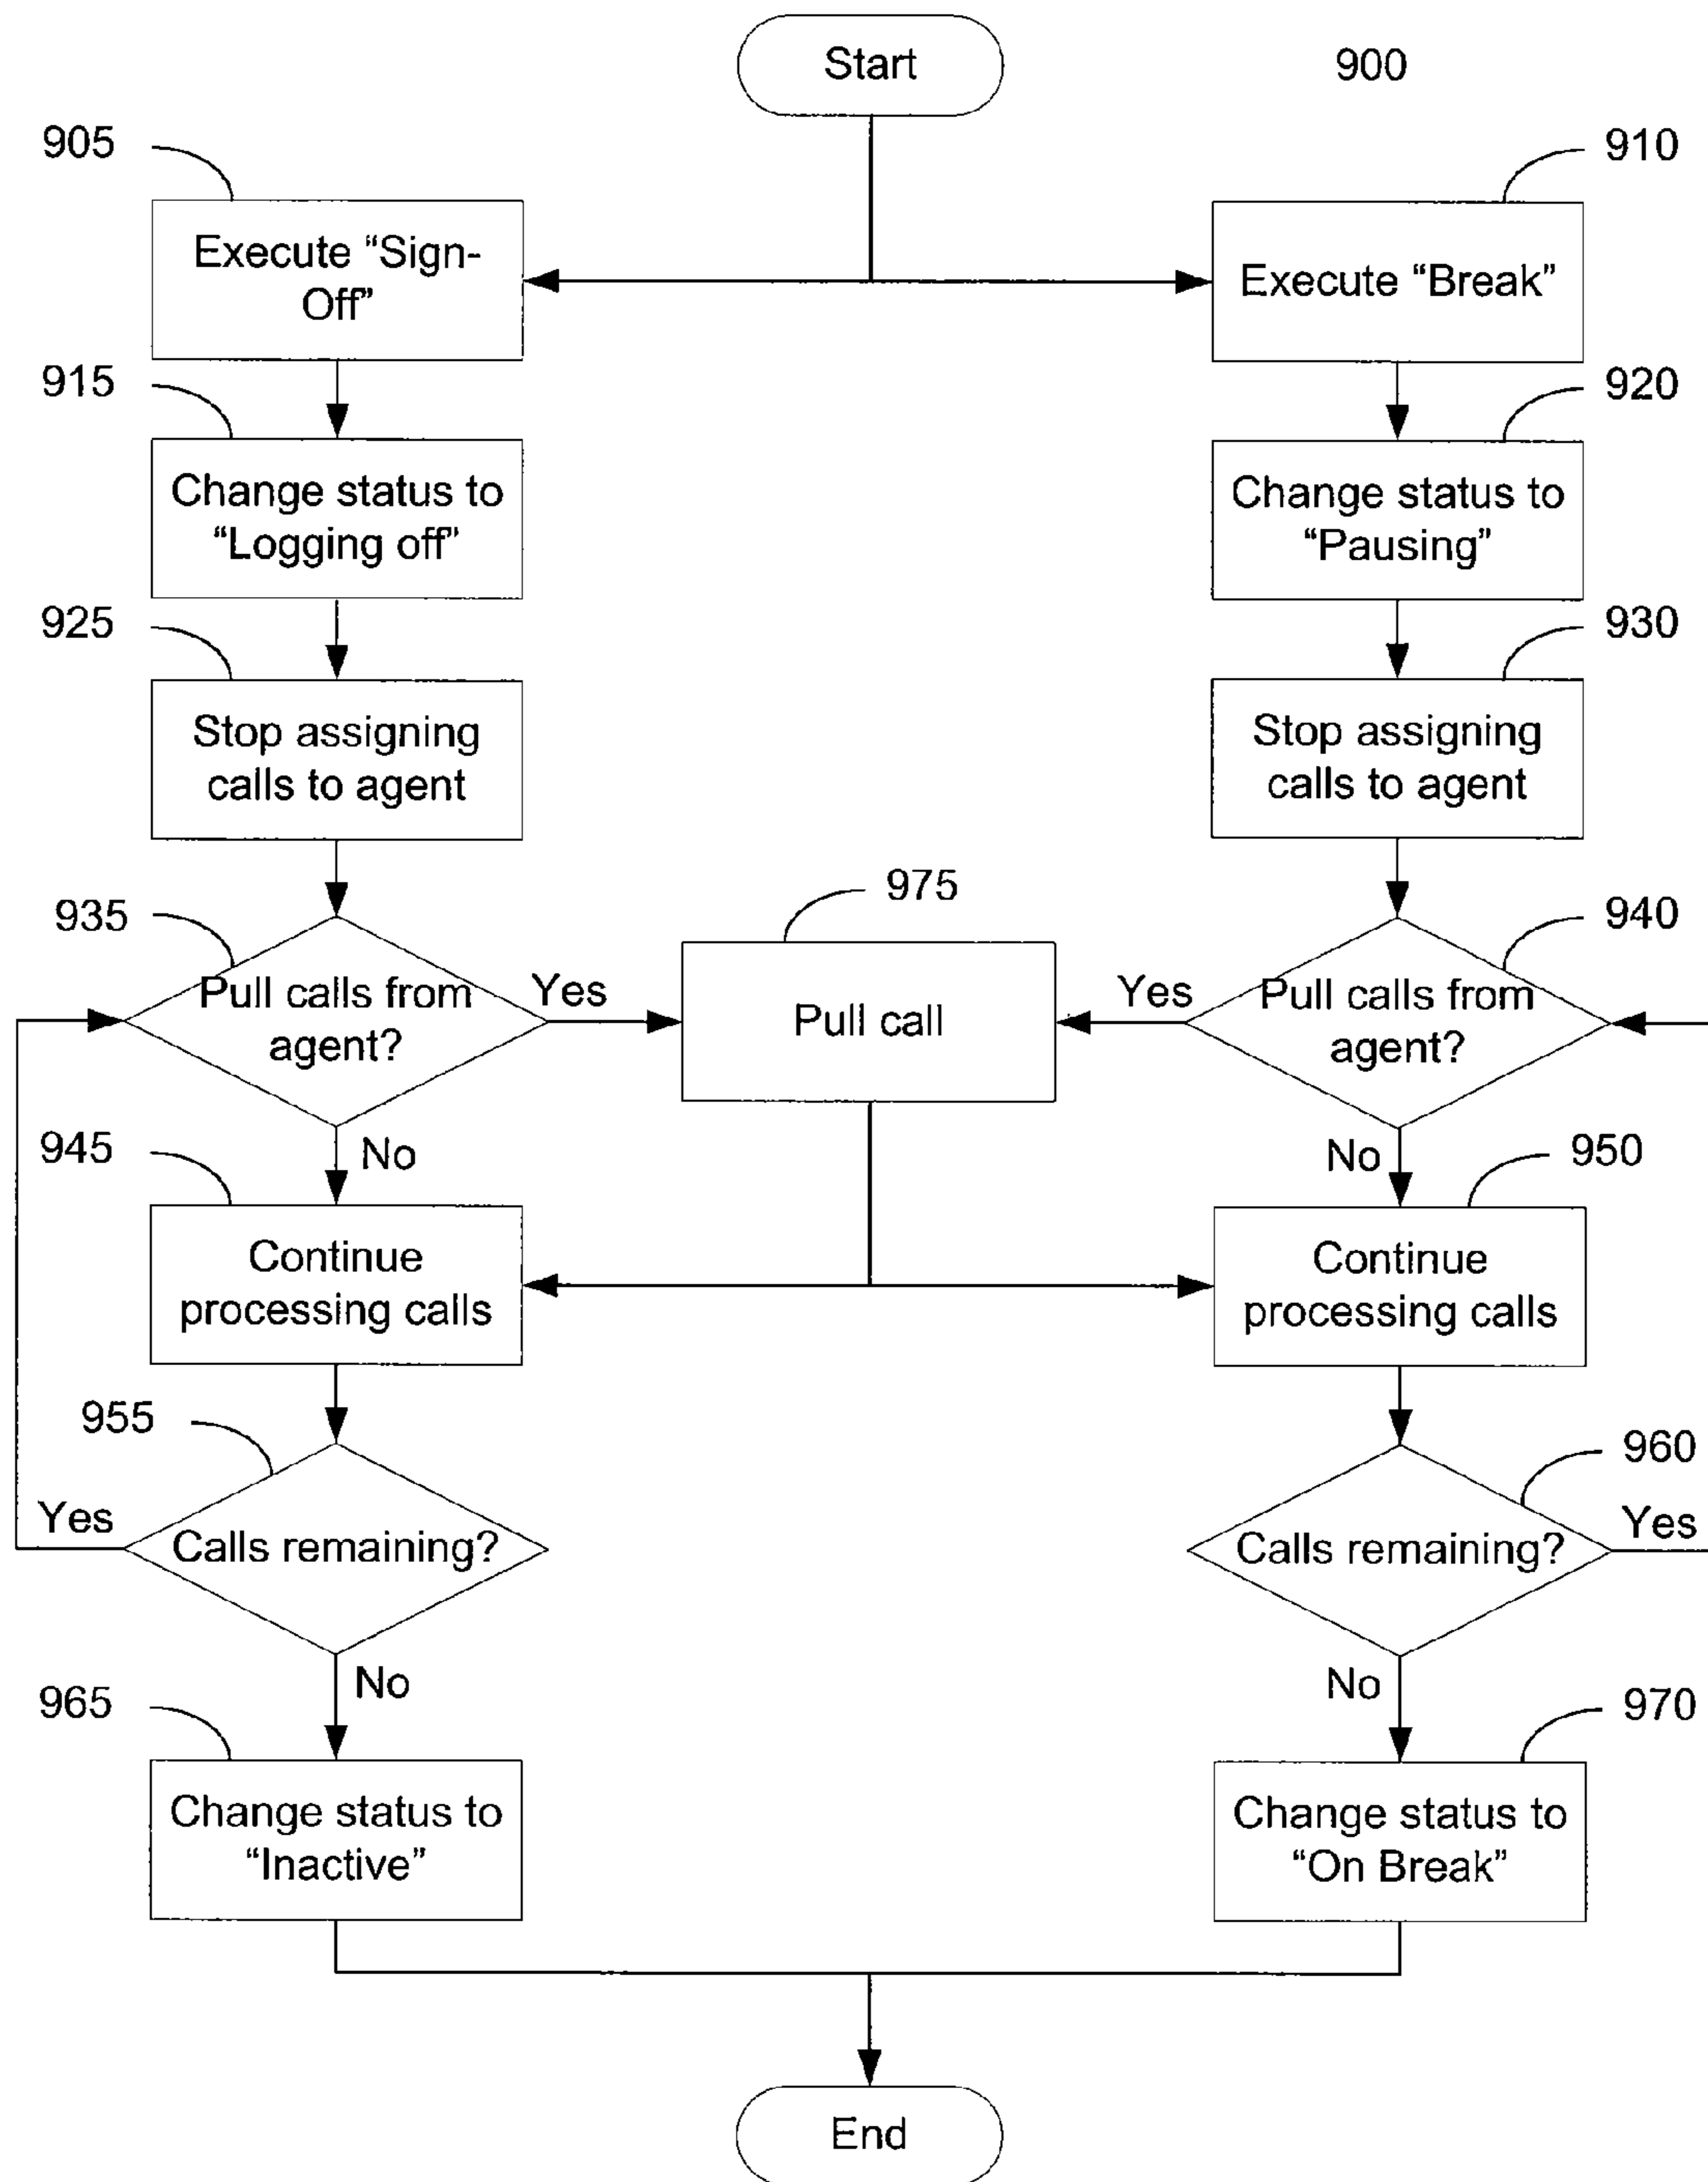 Start
900
905
910
Execute “Sign-
Off”
Execute “Break”
915
920
Change status to
“Logging off”
Change status to
“Pausing”
925
930
Stop assigning
calls to agent
Stop assigning
calls to agent
975
935
940
Pull calls from
agent?
Yes
Pull call
Yes
Pull calls from
agent?
945
No
No
950
Continue
processing calls
Continue
processing calls
955
960
Yes
Calls remaining?
Calls remaining?
Yes
965
No
No
970
Change status to
“Inactive”
Change status to
“On Break”
End